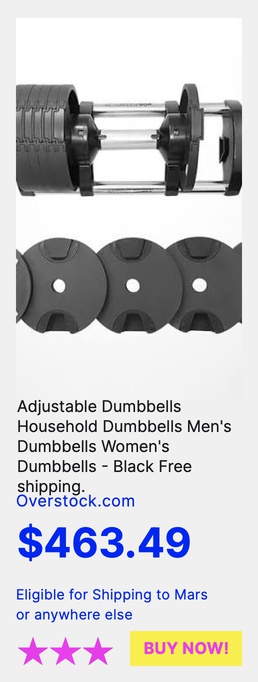 Adjustable Dumbbells
Household Dumbbells Men's
Dumbbells Women's
Dumbbells - Black Free
shipping.
Overstock.com
$463.49
Eligible for Shipping to Mars
or anywhere else
BUY NOW!